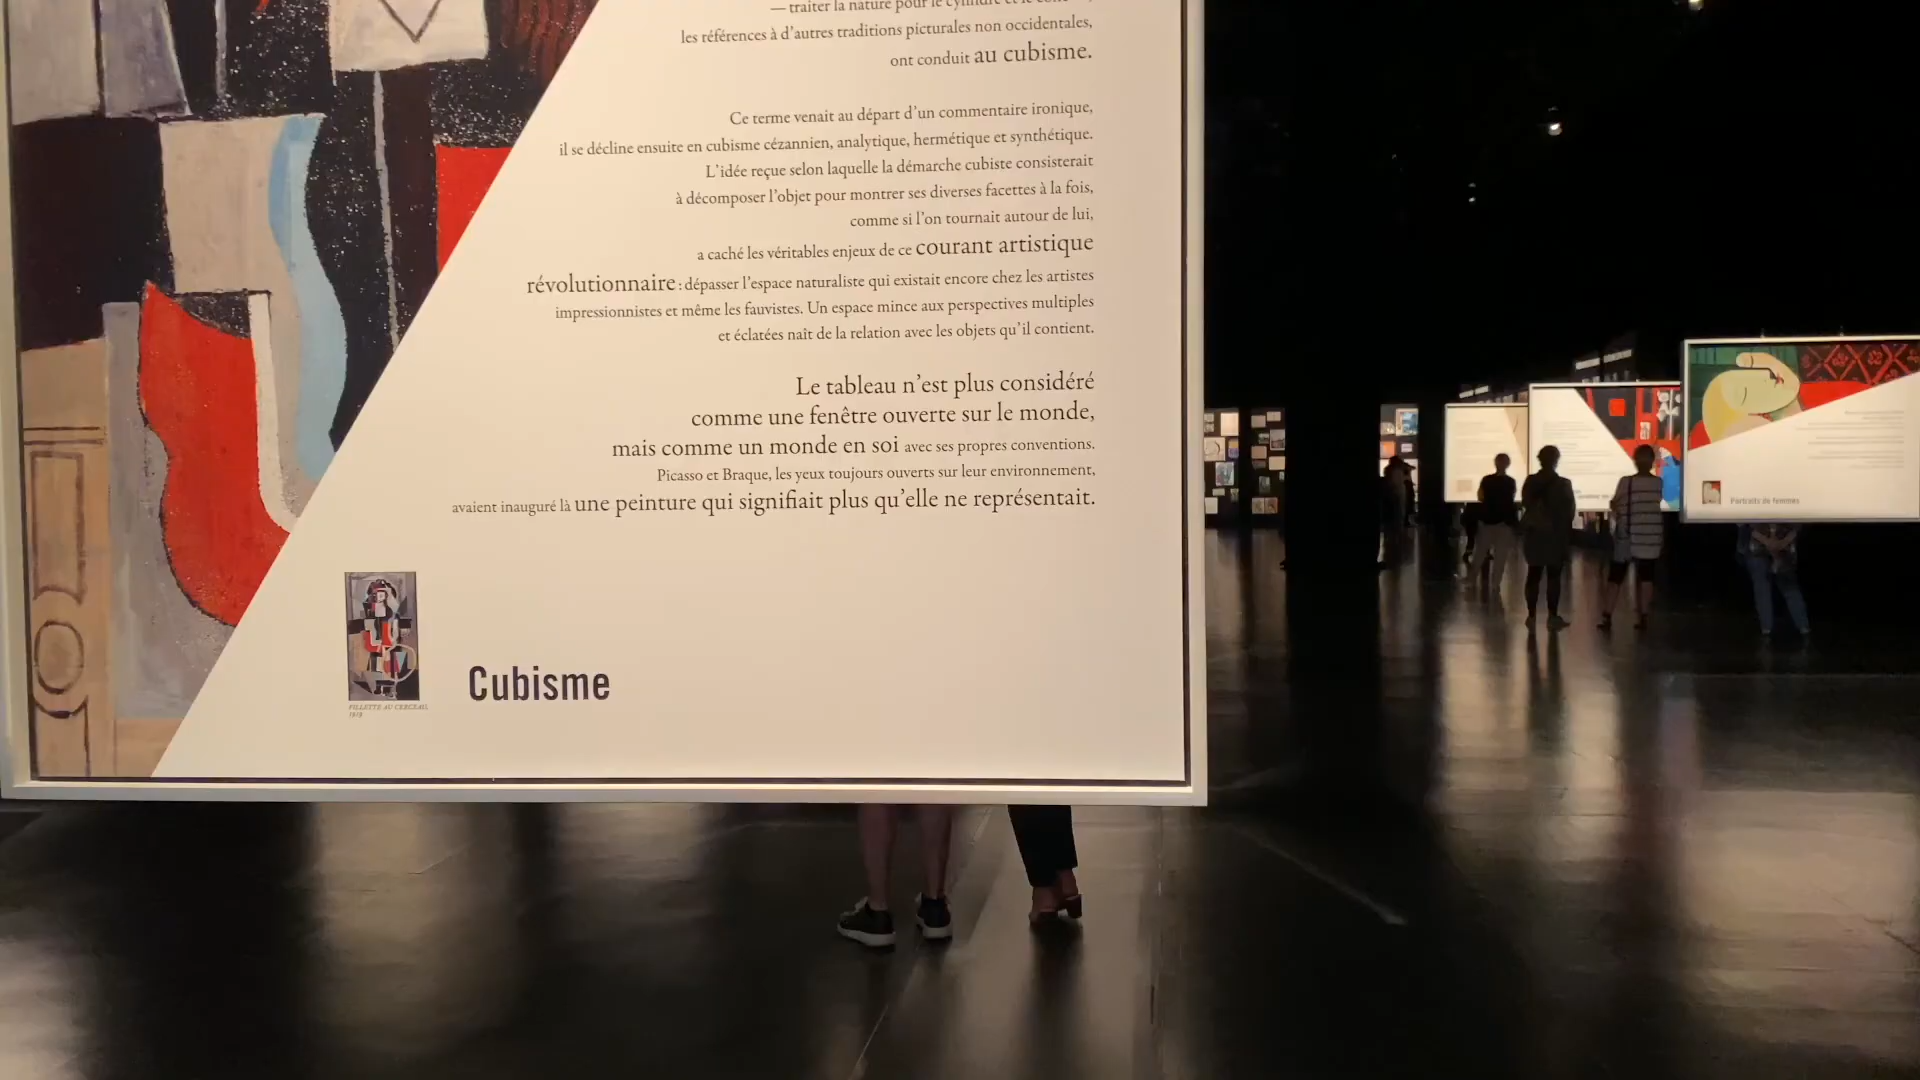 — traiter la nature pour le cylindre et le
les références à d'autres traditions picturales non occidentales,
ont conduit au cubisme.
Ce terme venait au départ d'un commentaire ironique,
il se décline ensuite en cubisme cézannien, analytique, hermétique et synthétique.
L'idée reçue selon laquelle la démarche cubiste consisterait
à décomposer l'objet pour montrer ses diverses facettes à la fois,
comme si l'on tournait autour de lui,
a caché les véritables enjeux de ce courant artistique
révolutionnaire : dépasser l'espace naturaliste qui existait encore chez les artistes
impressionnistes et même les fauvistes. Un espace mince aux perspectives multiples
et éclatées naît de la relation avec les objets qu'il contient.
Le tableau n'est plus considéré
comme une fenêtre ouverte sur le monde,
mais comme un monde en soi avec ses propres conventions.
Picasso et Braque, les yeux toujours ouverts sur leur environnement,
avaient inauguré là une peinture qui signifiait plus qu'elle ne représentait.
FILLETTE AU CERCEAU,
1919
Cubisme
Portraits de femmes